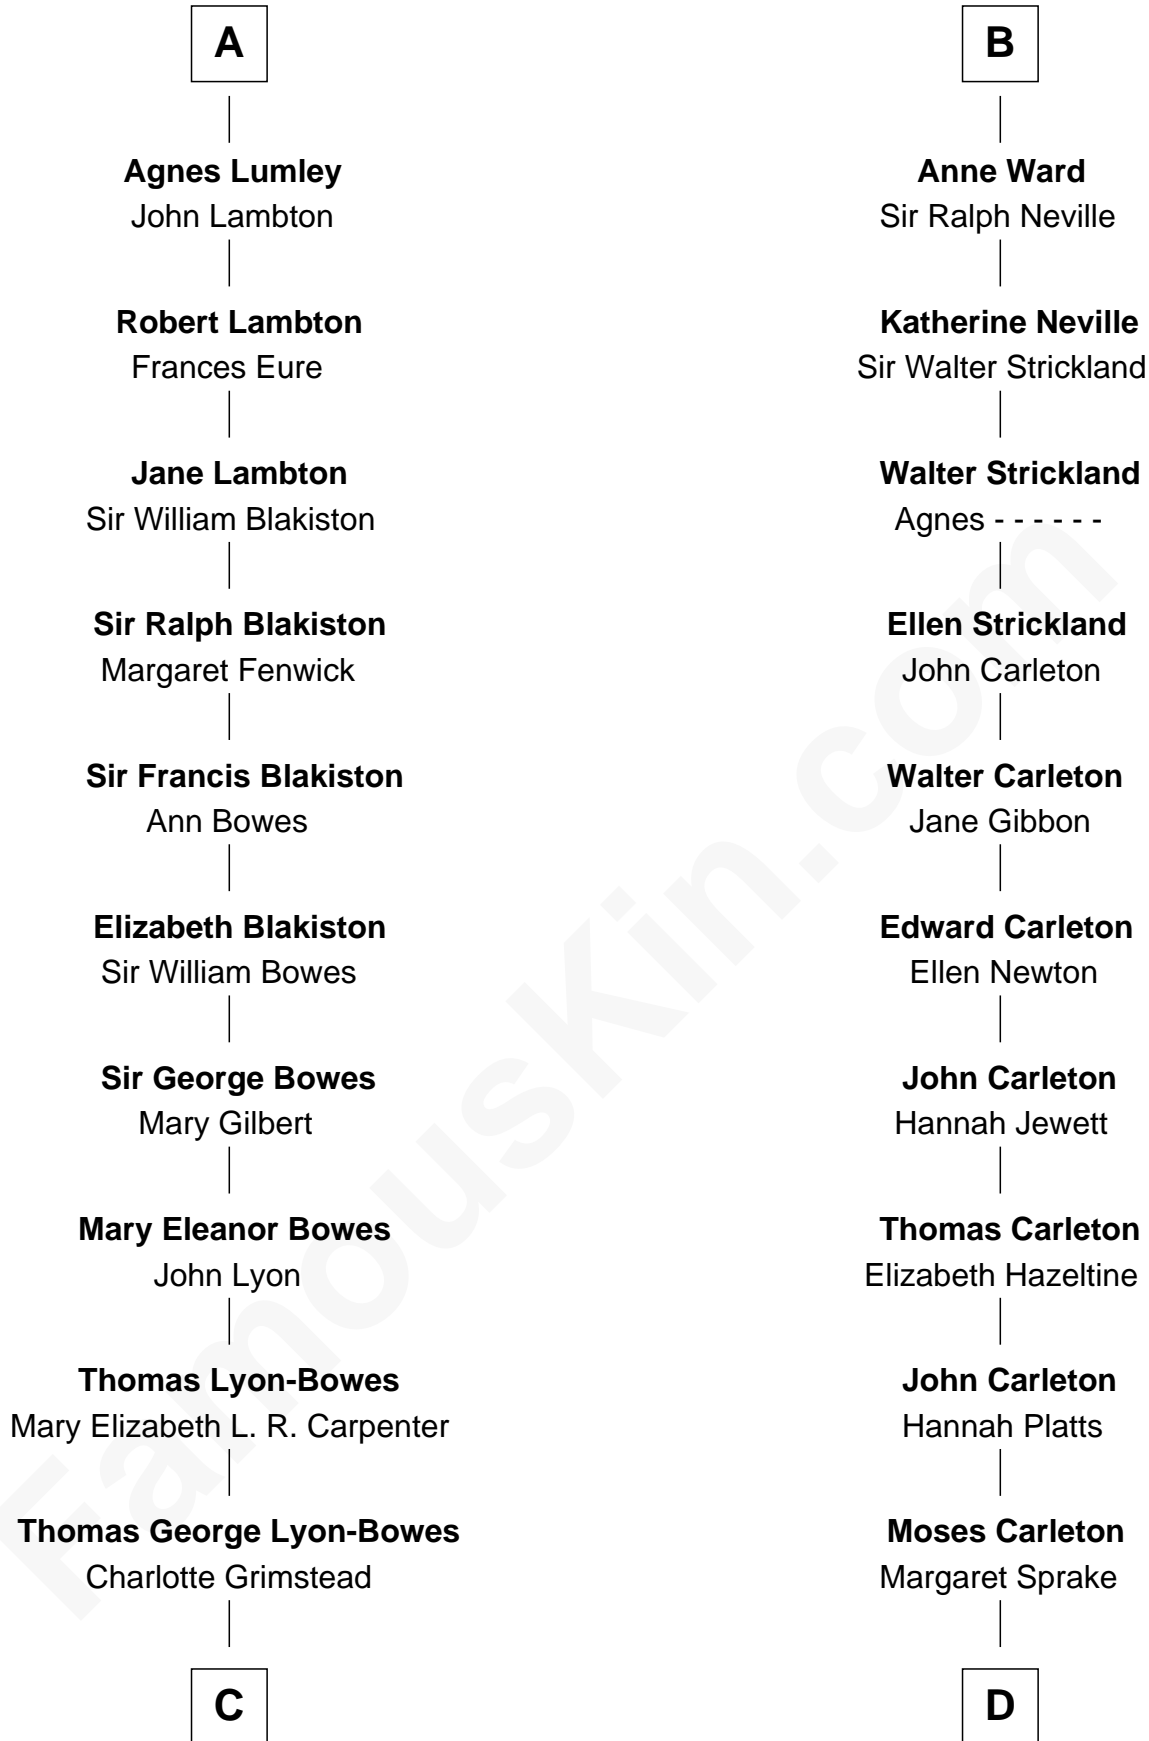 A
Agnes Lumley
John Lambton
Robert Lambton
Frances Eure
Jane Lambton
Sir William Blakiston
Sir Ralph Blakiston
Margaret Fenwick
Sir Francis Blakiston
Ann Bowes
Elizabeth Blakiston
Sir William Bowes
Sir George Bowes
Mary Gilbert
Mary Eleanor Bowes
John Lyon
Thomas Lyon-Bowes
Mary Elizabeth L. R. Carpenter
Thomas George Lyon-Bowes
Charlotte Grimstead
C
B
Anne Ward
Sir Ralph Neville
Katherine Neville
Sir Walter Strickland
Walter Strickland
Agnes - - - - - -
Ellen Strickland
John Carleton
Walter Carleton
Jane Gibbon
Edward Carleton
Ellen Newton
John Carleton
Hannah Jewett
Thomas Carleton
Elizabeth Hazeltine
John Carleton
Hannah Platts
Moses Carleton
Margaret Sprake
D
FamousKin.com